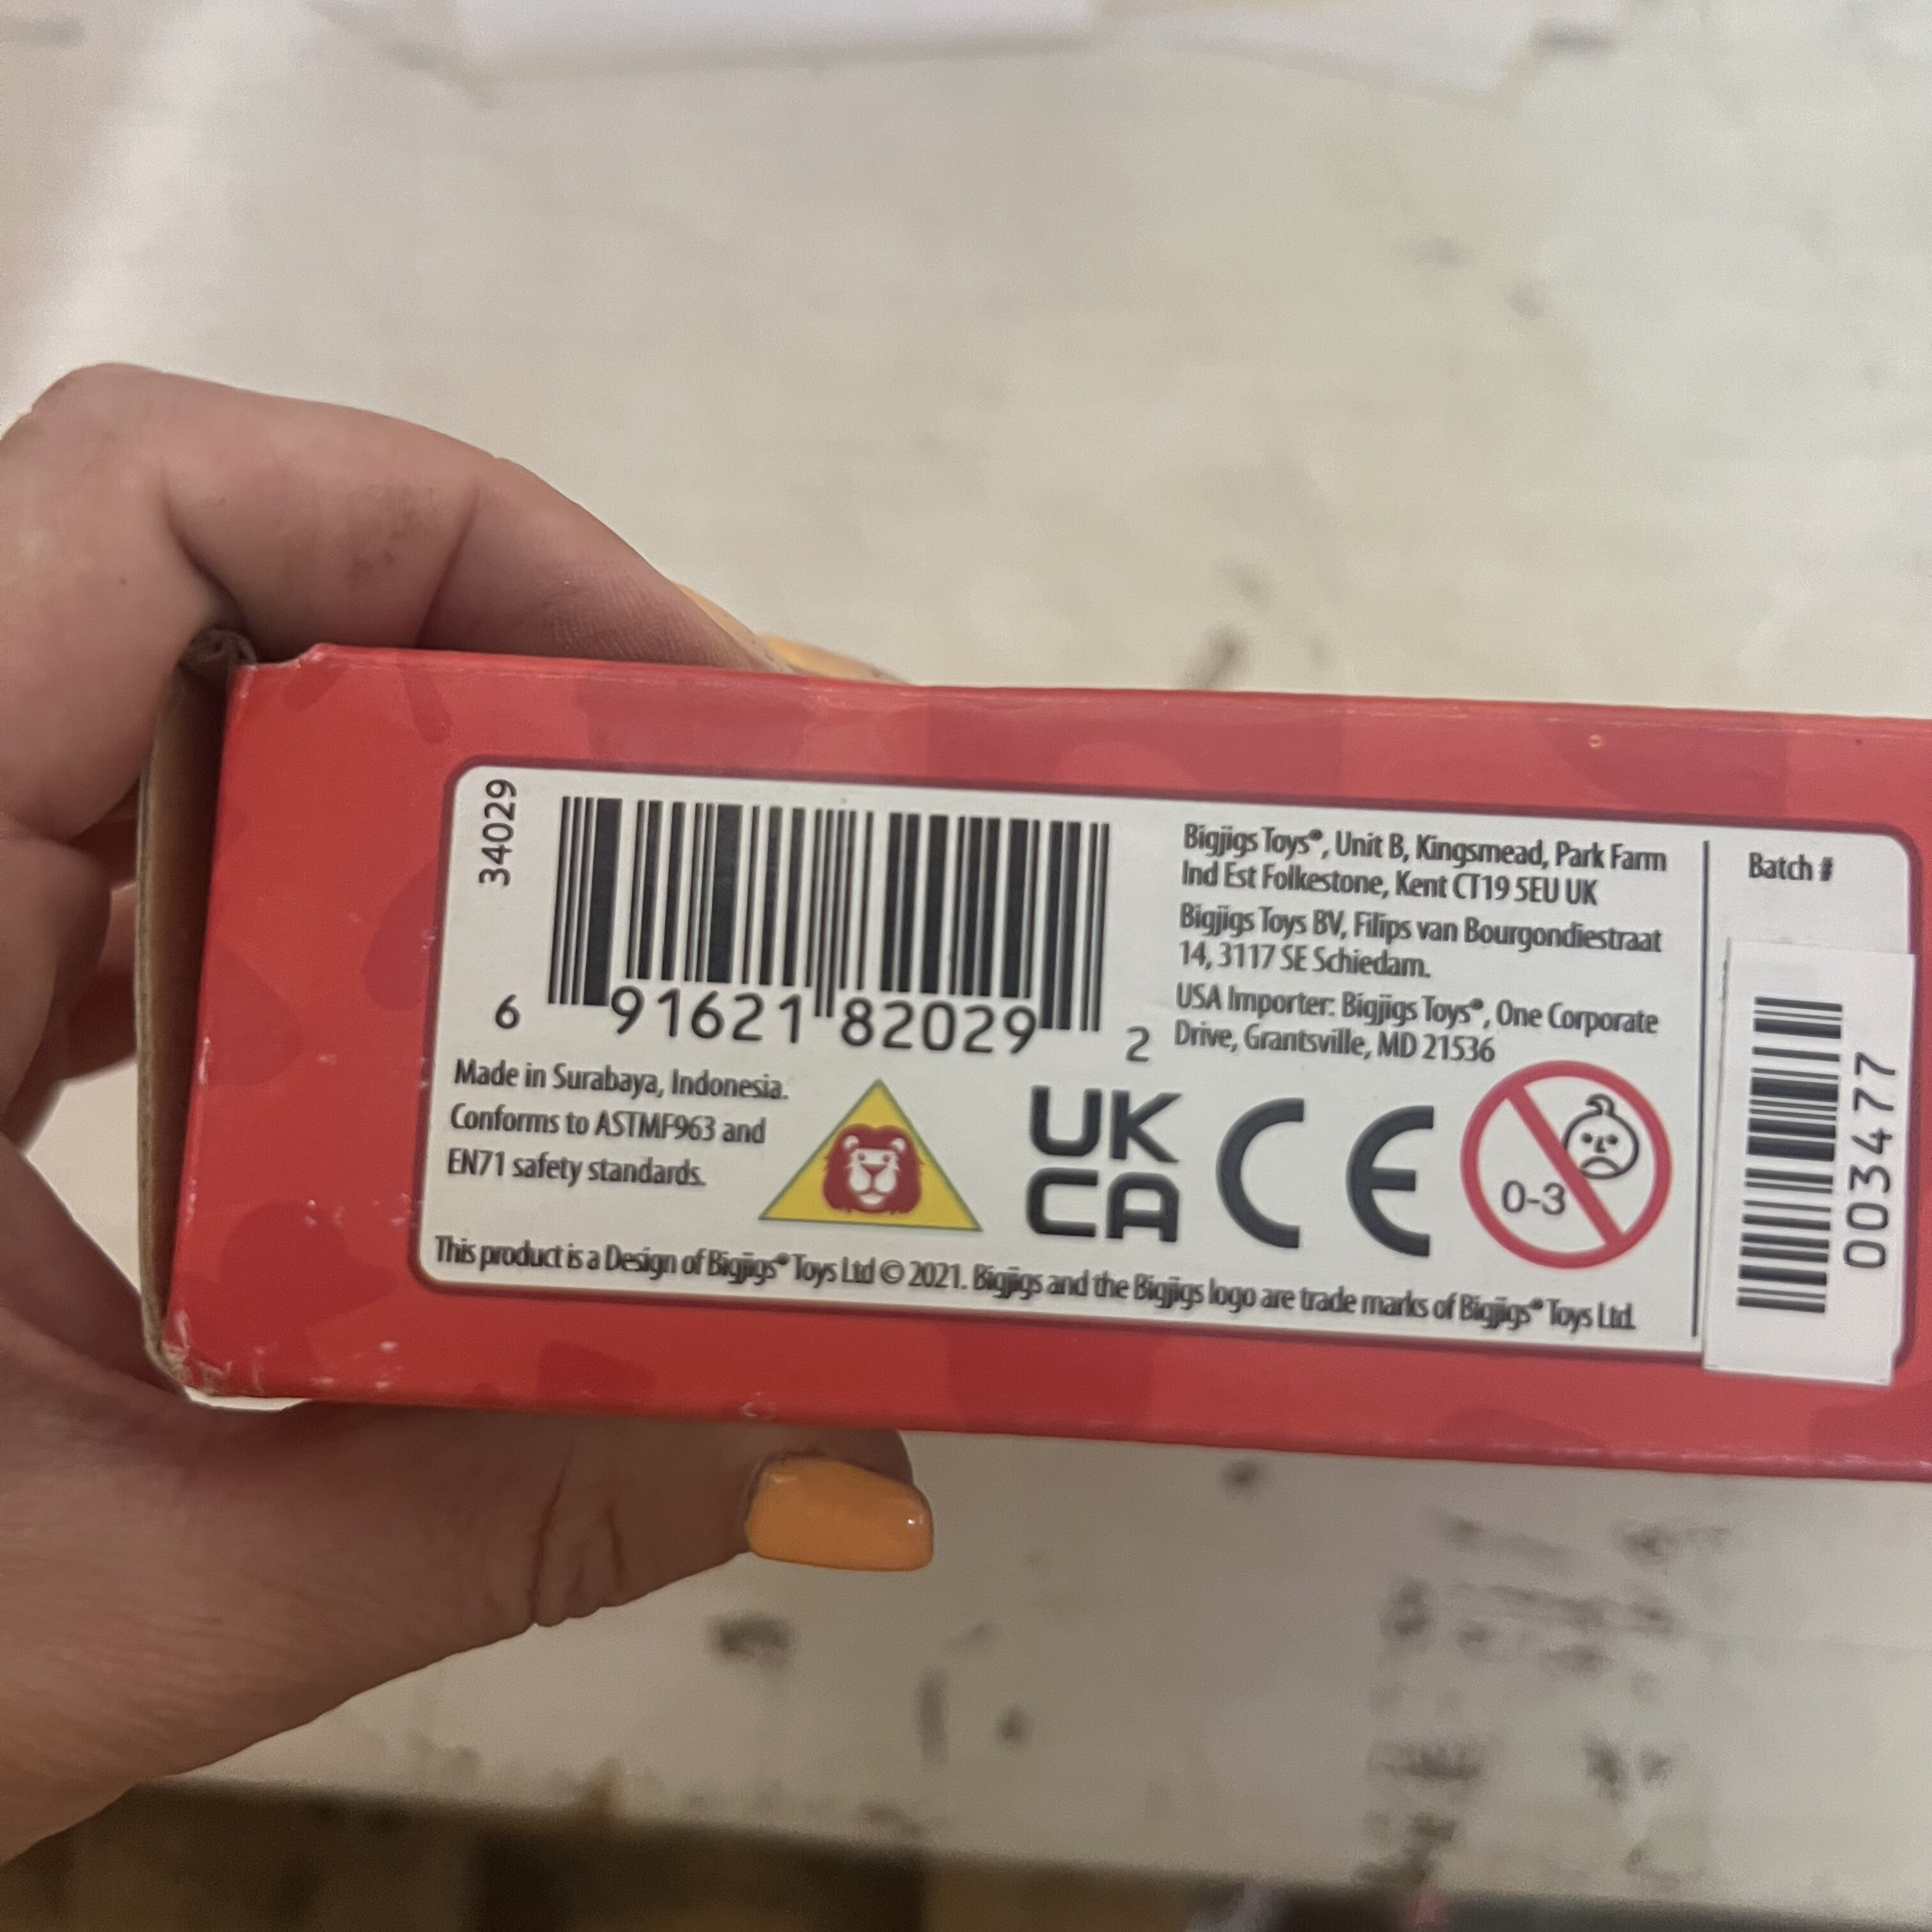 34029
6 91621 82029 2
Made in Surabaya, Indonesia.
Conforms to ASTMF963 and
EN71 safety standards.
Bigjigs Toys®, Unit B, Kingsmead, Park Farm
Ind Est Folkestone, Kent CT19 5EU UK
Bigjigs Toys BV, Filips van Bourgondiestraat
14, 3117 SE Schiedam.
USA Importer: Bigjigs Toys®, One Corporate
Drive, Grantsville, MD 21536
UK
CA
CE
0-3
This product is a Design of Bigjigs® Toys Ltd © 2021. Bigjigs and the Bigjigs logo are trade marks of Bigjigs® Toys Ltd.
Batch #
003477